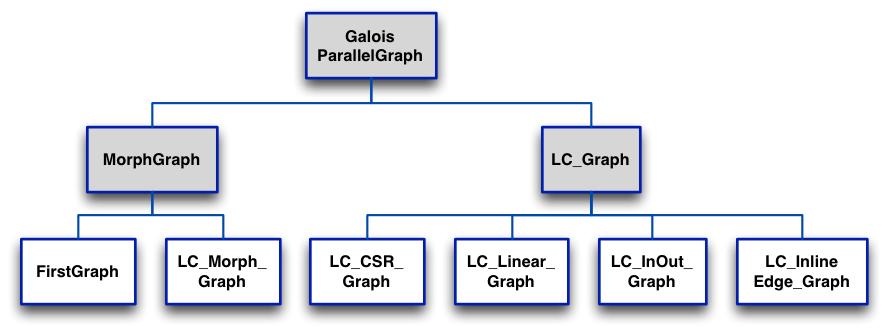 Galois
ParallelGraph
MorphGraph
LC_Graph
FirstGraph
LC_Morph_
Graph
LC_CSR_
Graph
LC_Linear_
Graph
LC_InOut_
Graph
LC_Inline
Edge_Graph